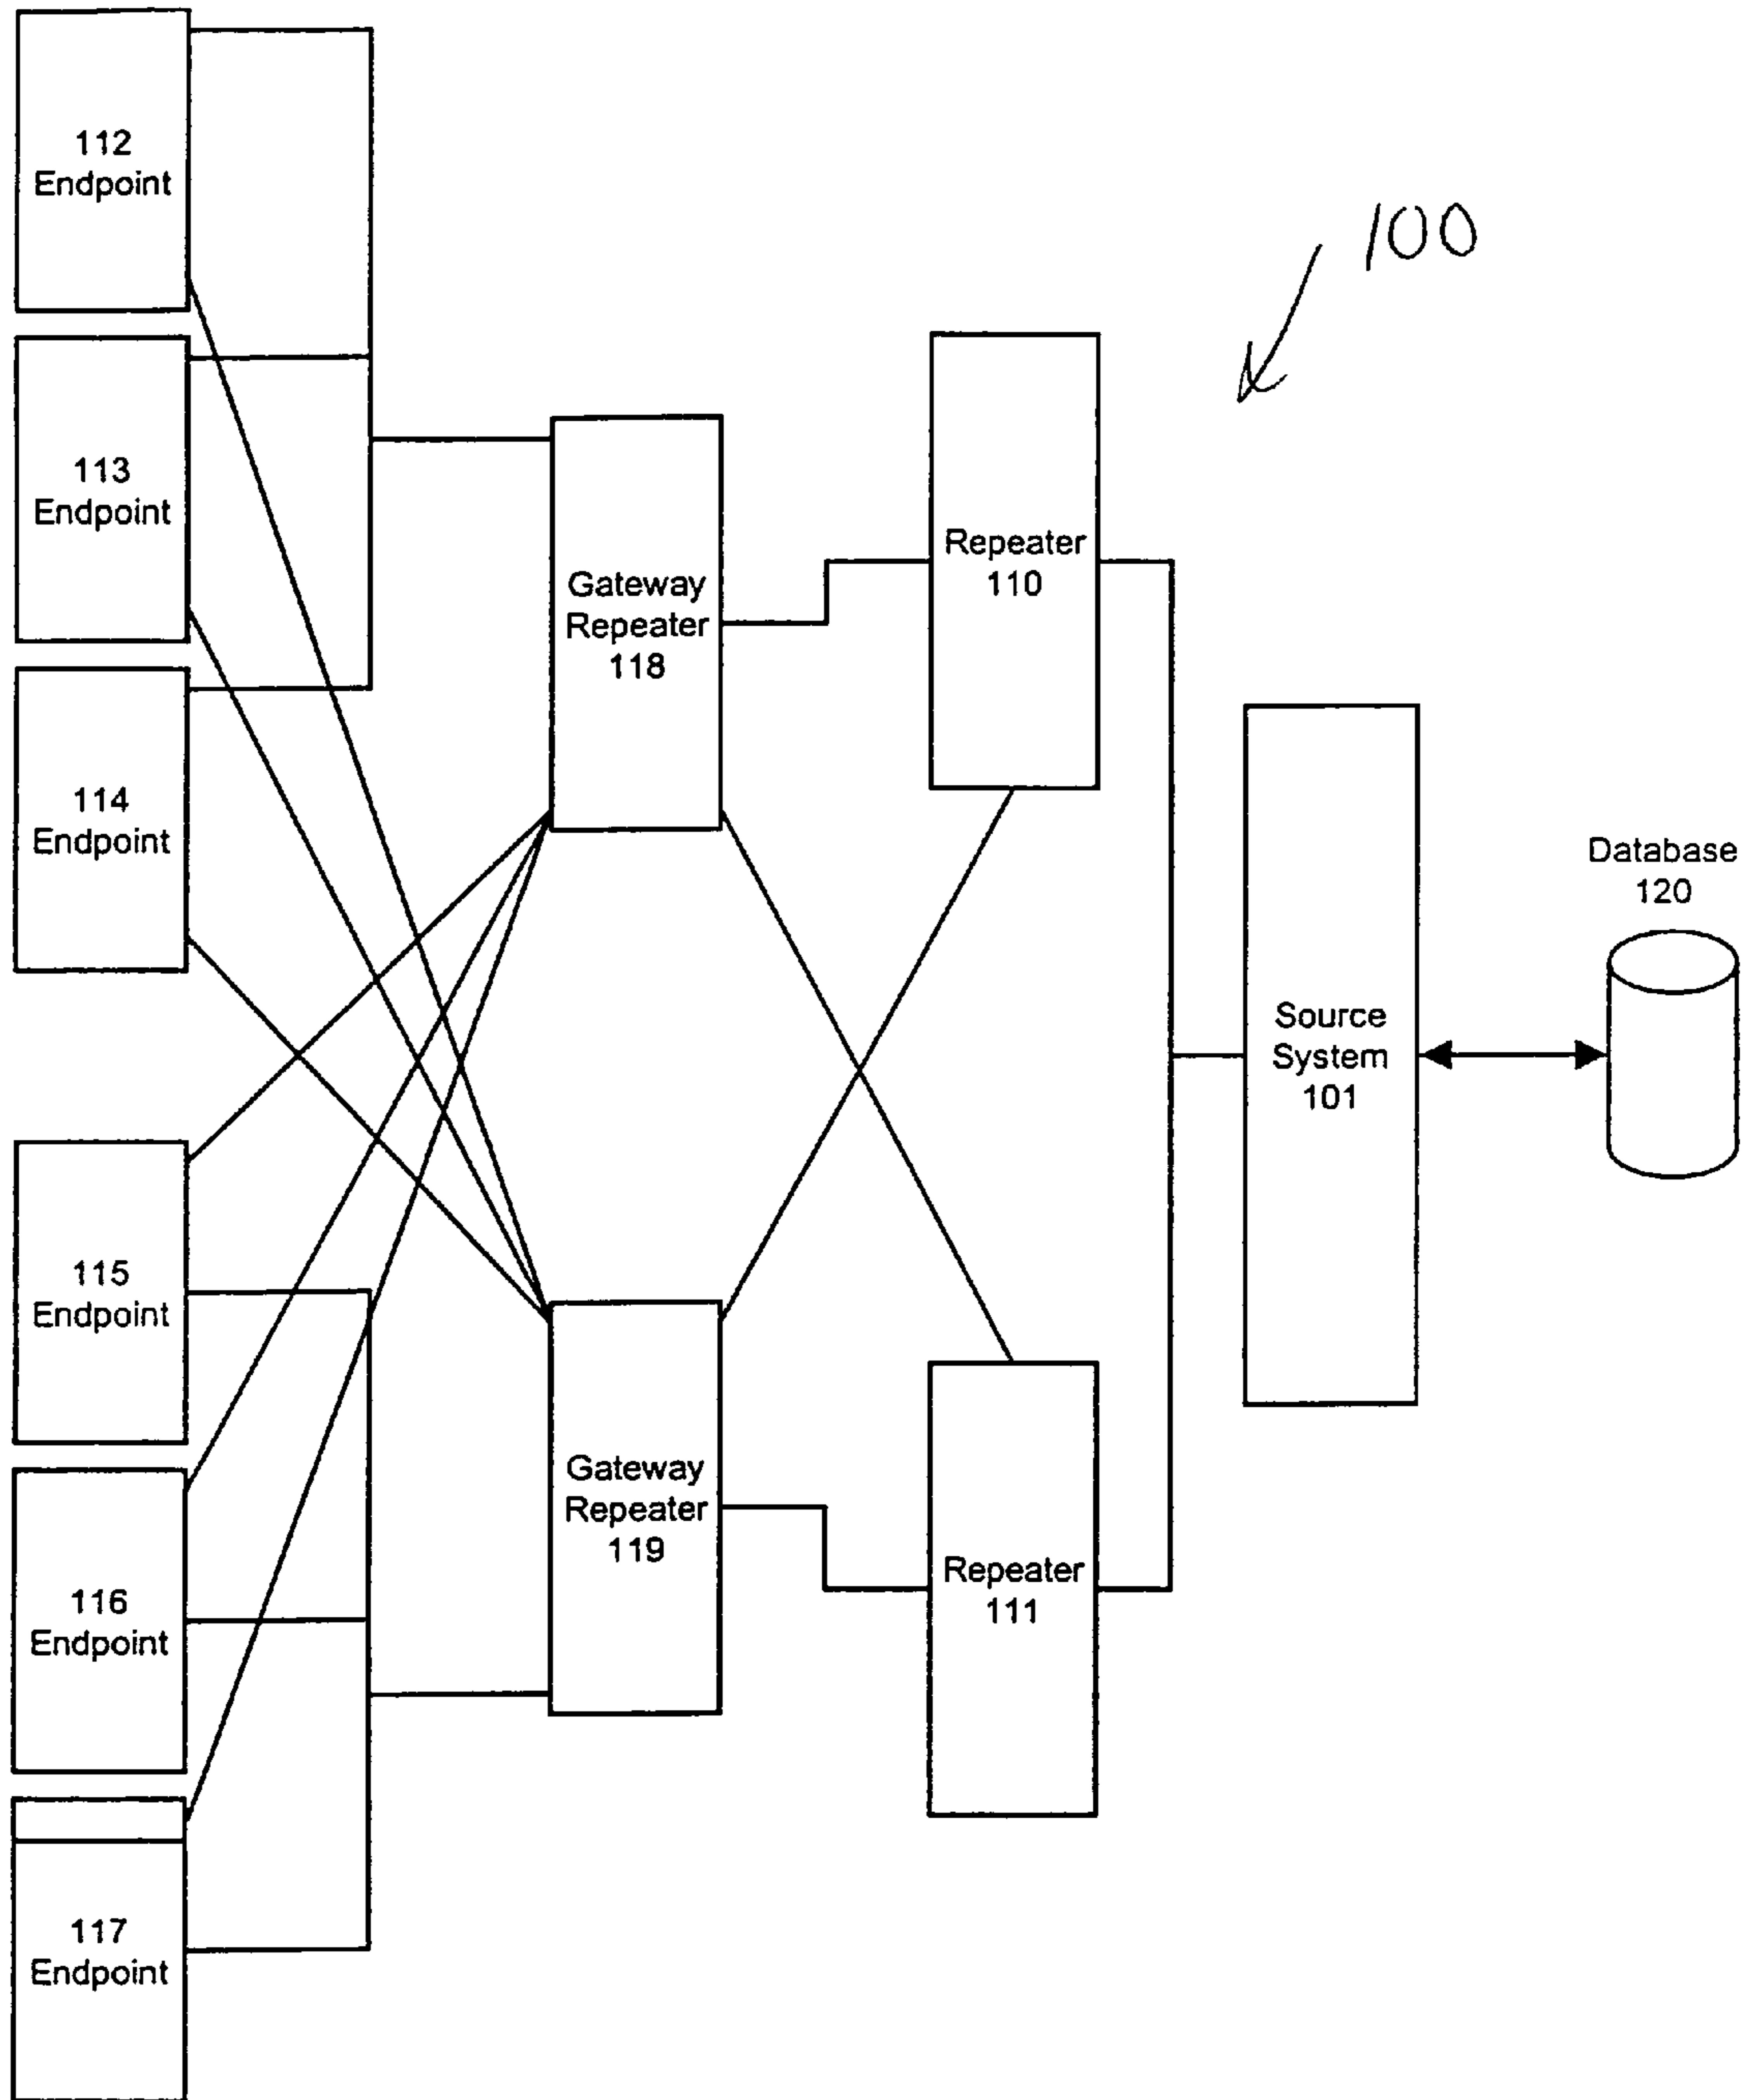 112
Endpoint
100
113
Endpoint
Gateway
Repeater
118
Repeater
110
114
Endpoint
Database
120
Source
System
101
115
Endpoint
Gateway
Repeater
119
Repeater
111
116
Endpoint
117
Endpoint